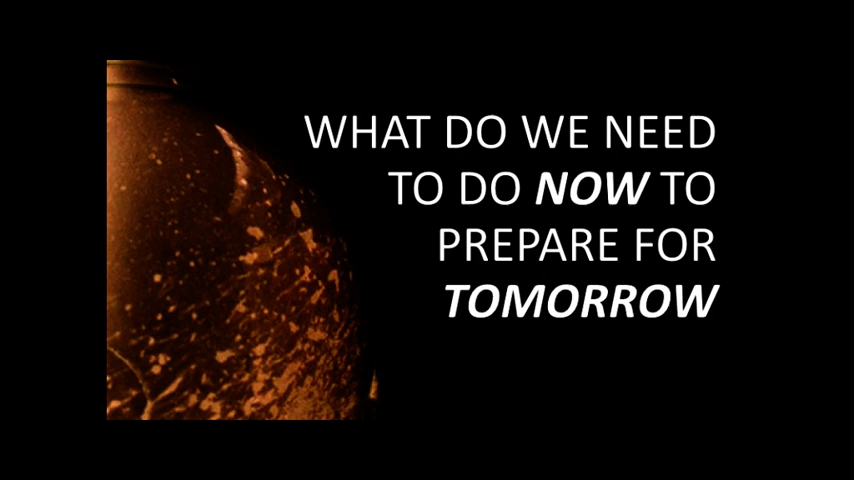 WHAT DO WE NEED
TO DO NOW TO
PREPARE FOR
TOMORROW